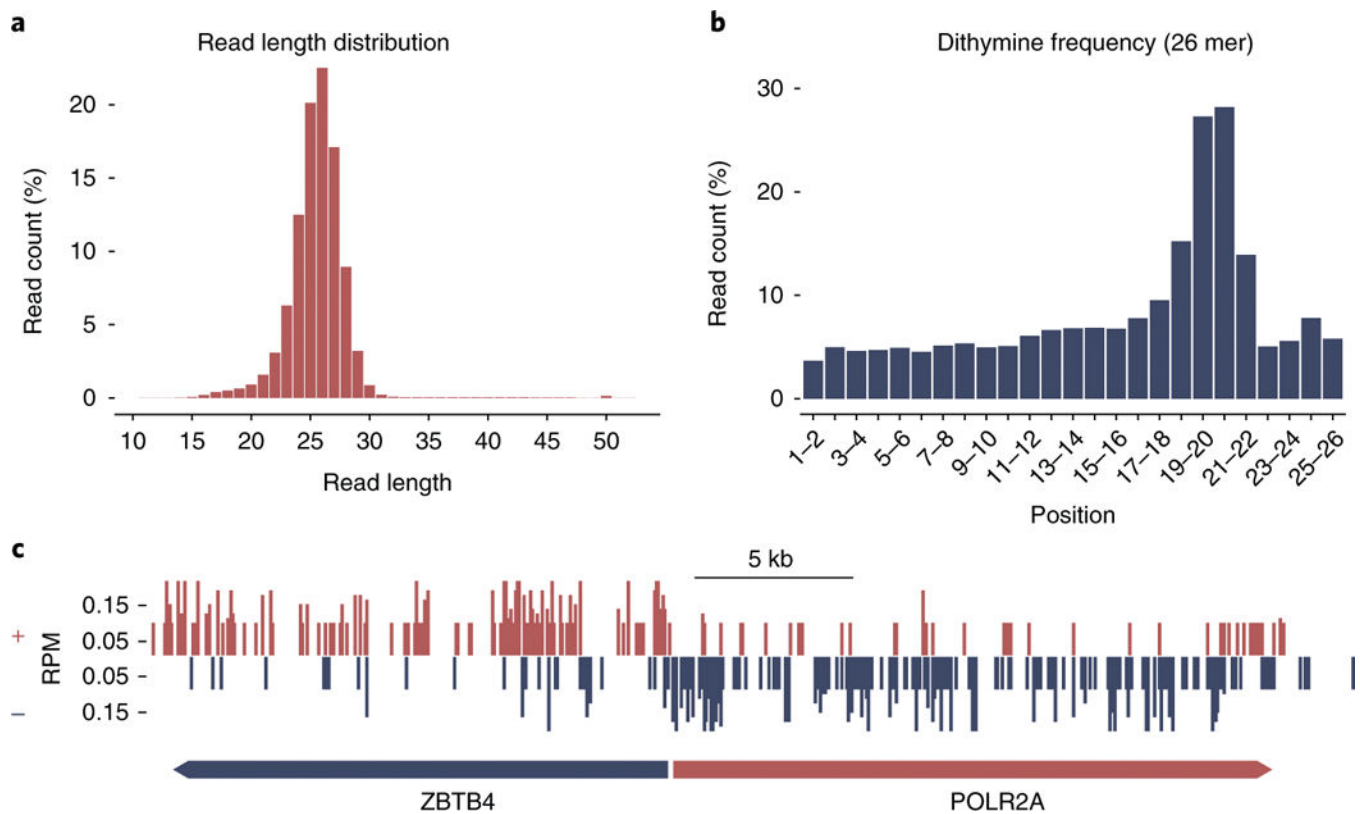 a
Read length distribution
Read count (%)
20
15
10
5
0
10 15 20 25 30 35 40 45 50
Read length
b
Dithymine frequency (26 mer)
Read count (%)
30
20
10
0
1–2 3–4 5–6 7–8 9–10 11–12 13–14 15–16 17–18 19–20 21–22 23–24 25–26
Position
c
5 kb
+
–
RPM
0.15
0.05
0.05
0.15
ZBTB4 POLR2A